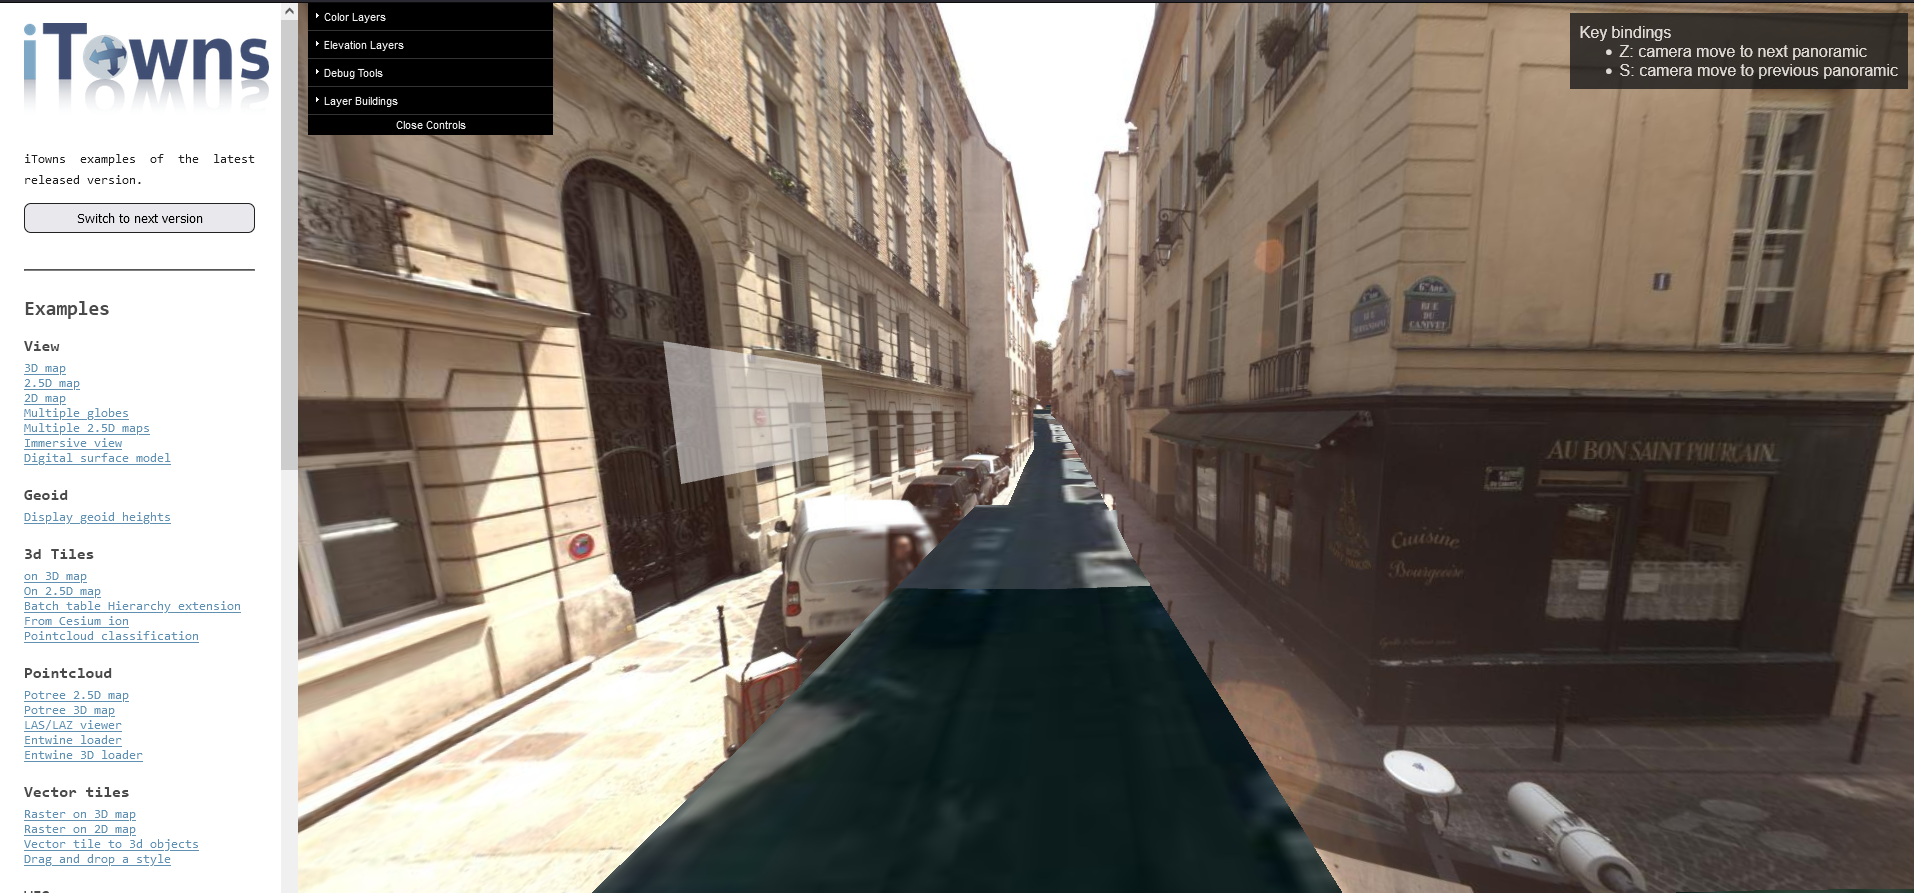 iTowns
iTowns examples of the latest
released version.
Switch to next version
Examples
View
3D map
2.5D map
2D map
Multiple globes
Multiple 2.5D maps
Immersive view
Digital surface model
Geoid
Display geoid heights
3d Tiles
on 3D map
On 2.5D map
Batch table Hierarchy extension
From Cesium ion
Pointcloud classification
Pointcloud
Potree 2.5D map
Potree 3D map
LAS/LAZ viewer
Entwine loader
Entwine 3D loader
Vector tiles
Raster on 3D map
Raster on 2D map
Vector tile to 3d objects
Drag and drop a style
Color Layers
Elevation Layers
Debug Tools
Layer Buildings
Close Controls
Key bindings
Z: camera move to next panoramic
S: camera move to previous panoramic
6e Arr
RUE
DU
CANIVET
AU BON SAINT POURÇAIN
Cuisine
Bourgeoise